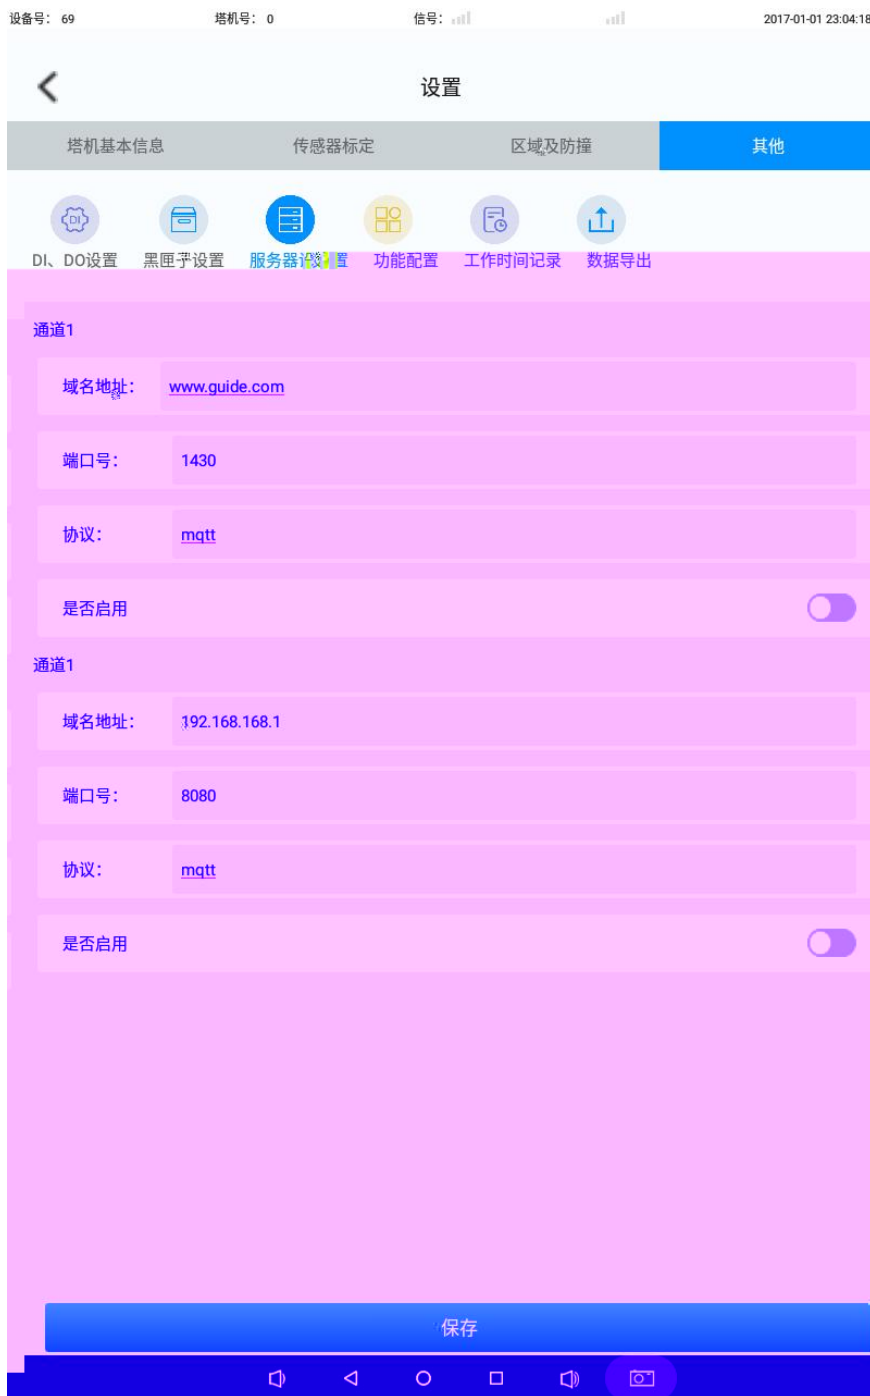 设备号： 69 塔机号： 0 信号： 2017-01-01 23:04:18
设置
塔机基本信息 传感器标定 区域及防撞 其他
DI
DI、DO设置 黑匣子设置 服务器设置 功能配置 工作时间记录 数据导出
通道1
域名地址： www.guide.com
端口号： 1430
协议： mqtt
是否启用
通道1
域名地址： 192.168.168.1
端口号： 8080
协议： mqtt
是否启用
保存